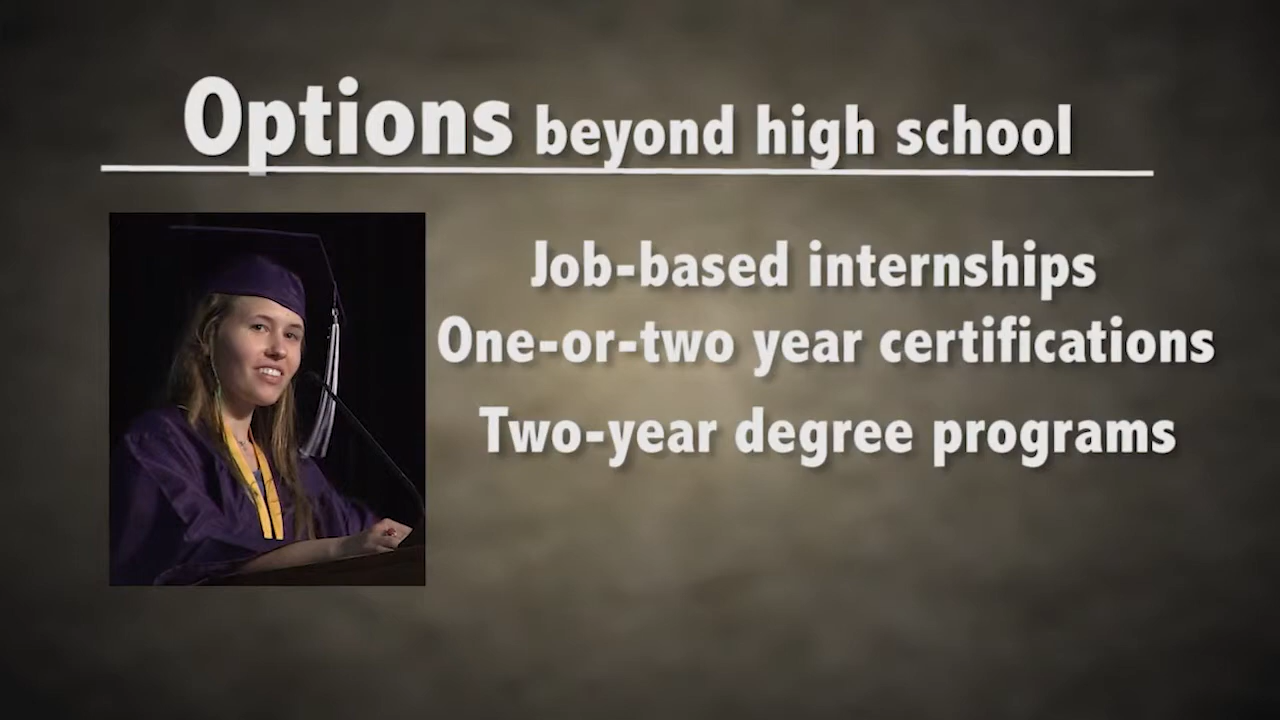 Options beyond high school
Job-based internships
One-or-two year certifications
Two-year degree programs